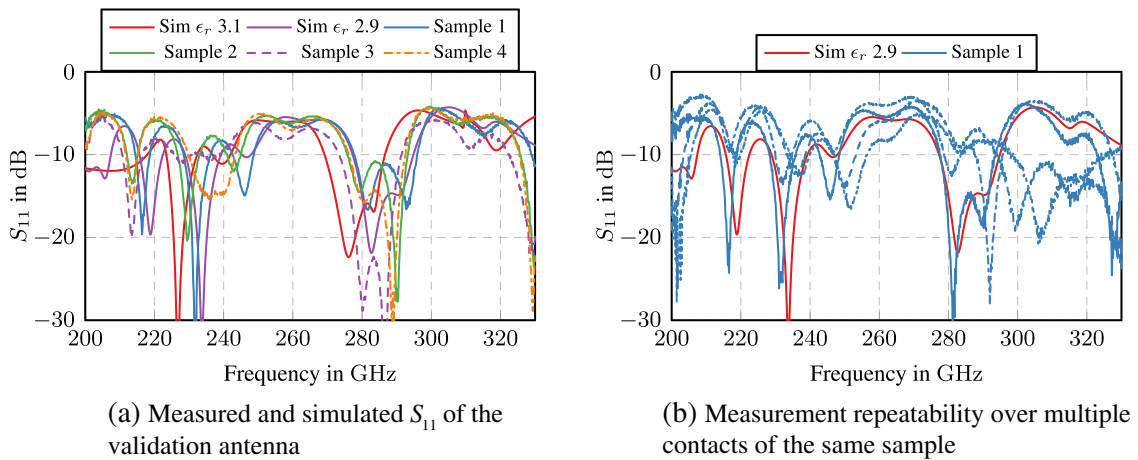 Sim ϵr 3.1 Sim ϵr 2.9 Sample 1
Sample 2 Sample 3 Sample 4
0
−10
−20
−30
S11 in dB
200 220 240 260 280 300 320
Frequency in GHz
(a) Measured and simulated S11 of the
validation antenna
Sim ϵr 2.9 Sample 1
0
−10
−20
−30
S11 in dB
200 220 240 260 280 300 320
Frequency in GHz
(b) Measurement repeatability over multiple
contacts of the same sample